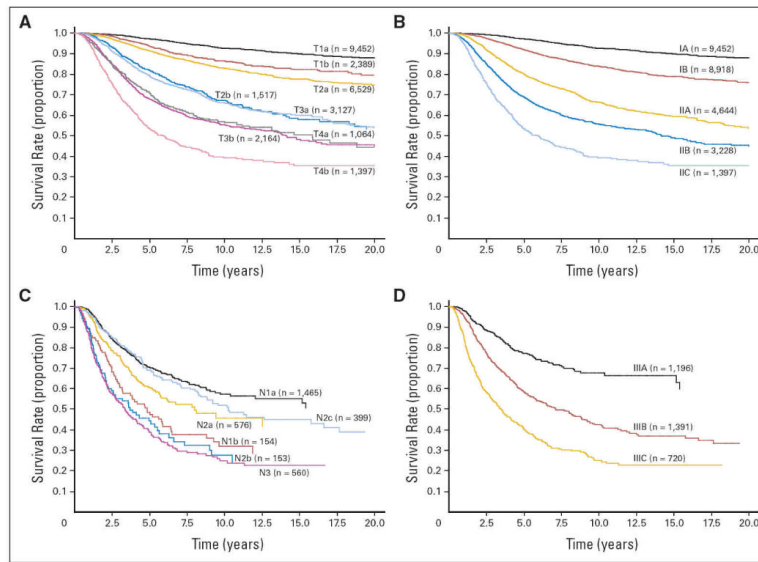 A
Survival Rate (proportion)
1.0
0.9
0.8
0.7
0.6
0.5
0.4
0.3
0.2
0.1
0
2.5
5.0
7.5
10.0
12.5
15.0
17.5
20.0
Time (years)
T1a (n = 9,452)
T1b (n = 2,389)
T2a (n = 6,529)
T2b (n = 1,517)
T3a (n = 3,127)
T4a (n = 1,064)
T3b (n = 2,164)
T4b (n = 1,397)
B
Survival Rate (proportion)
1.0
0.9
0.8
0.7
0.6
0.5
0.4
0.3
0.2
0.1
0
2.5
5.0
7.5
10.0
12.5
15.0
17.5
20.0
Time (years)
IA (n = 9,452)
IB (n = 8,918)
IIA (n = 4,644)
IIB (n = 3,228)
IIC (n = 1,397)
C
Survival Rate (proportion)
1.0
0.9
0.8
0.7
0.6
0.5
0.4
0.3
0.2
0.1
0
2.5
5.0
7.5
10.0
12.5
15.0
17.5
20.0
Time (years)
N1a (n = 1,465)
N2c (n = 399)
N2a (n = 576)
N1b (n = 154)
N2b (n = 153)
N3 (n = 560)
D
Survival Rate (proportion)
1.0
0.9
0.8
0.7
0.6
0.5
0.4
0.3
0.2
0.1
0
2.5
5.0
7.5
10.0
12.5
15.0
17.5
20.0
Time (years)
IIIA (n = 1,196)
IIIB (n = 1,391)
IIIC (n = 720)